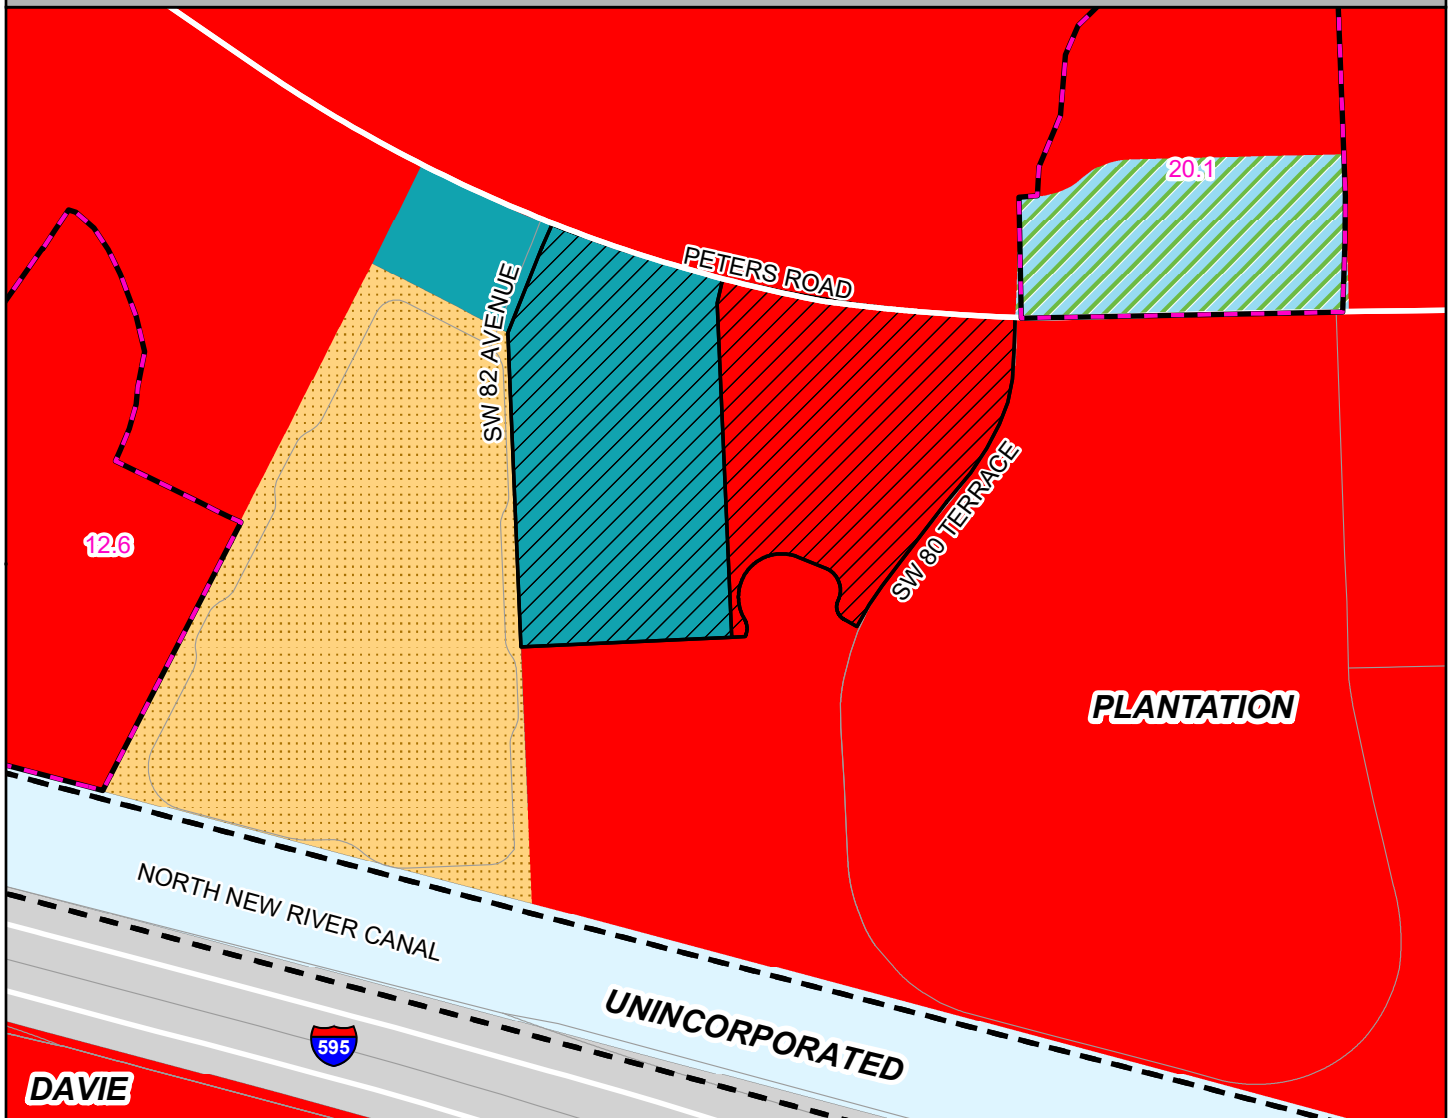 20.1
PETERS ROAD
SW 82 AVENUE
SW 80 TERRACE
12.6
PLANTATION
NORTH NEW RIVER CANAL
UNINCORPORATED
595
DAVIE